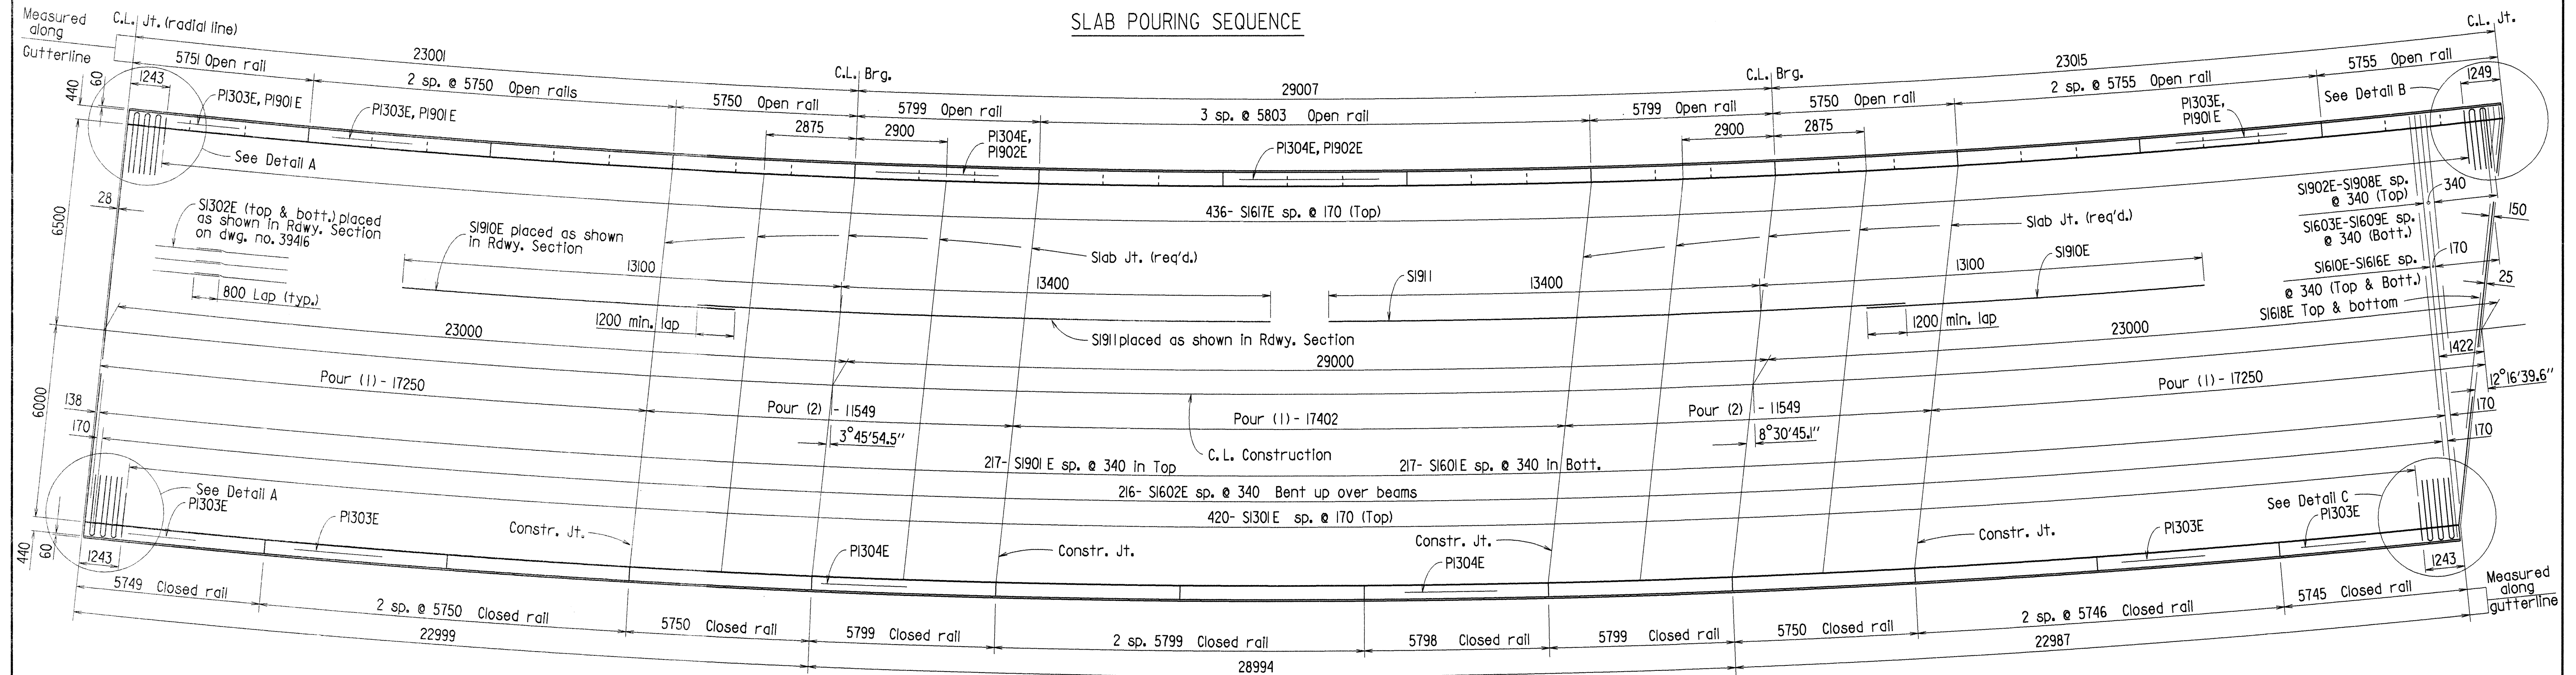 SLAB POURING SEQUENCE
Measured
along
Gutterline
C.L. Jt. (radial line)
C.L. Jt.
23001
C.L. Brg.
29007
C.L. Brg.
23015
5751 Open rail
2 sp. @ 5750 Open rails
5750 Open rail
5799 Open rail
3 sp. @ 5803 Open rail
5799 Open rail
5750 Open rail
2 sp. @ 5755 Open rail
5755 Open rail
1243
440
60
P1303E, P1901E
P1303E, P1901E
2875
2900
P1304E,
P1902E
P1304E, P1902E
2900
2875
P1303E,
P1901E
See Detail B
1249
See Detail A
28
6500
S1302E (top & bott.) placed
as shown in Rdwy. Section
on dwg. no. 39416
800 Lap (typ.)
S1910E placed as shown
in Rdwy. Section
436- S1617E sp. @ 170 (Top)
Slab Jt. (req'd.)
Slab Jt. (req'd.)
S1902E-S1908E sp.
@ 340 (Top)
340
150
S1603E-S1609E sp.
@ 340 (Bott.)
170
S1610E-S1616E sp.
@ 340 (Top & Bott.)
25
S1618E Top & bottom
13100
13400
S1911
13400
13100
S1910E
1200 min. lap
S1911 placed as shown in Rdwy. Section
1200 min. lap
23000
29000
23000
1422
12°16'39.6"
6000
Pour (1) - 17250
Pour (2) - 11549
Pour (1) - 17402
Pour (2) - 11549
Pour (1) - 17250
138
170
3°45'54.5"
8°30'45.1"
C.L. Construction
170
170
217- S1901E sp. @ 340 in Top
217- S1601E sp. @ 340 in Bott.
216- S1602E sp. @ 340 Bent up over beams
420- S1301E sp. @ 170 (Top)
See Detail A
P1303E
P1303E
Constr. Jt.
P1304E
Constr. Jt.
Constr. Jt.
P1304E
Constr. Jt.
P1303E
See Detail C
P1303E
440
60
1243
1243
5749 Closed rail
2 sp. @ 5750 Closed rail
5750 Closed rail
5799 Closed rail
2 sp. 5799 Closed rail
5798 Closed rail
5799 Closed rail
5750 Closed rail
2 sp. @ 5746 Closed rail
5745 Closed rail
Measured
along
gutterline
22999
28994
22987